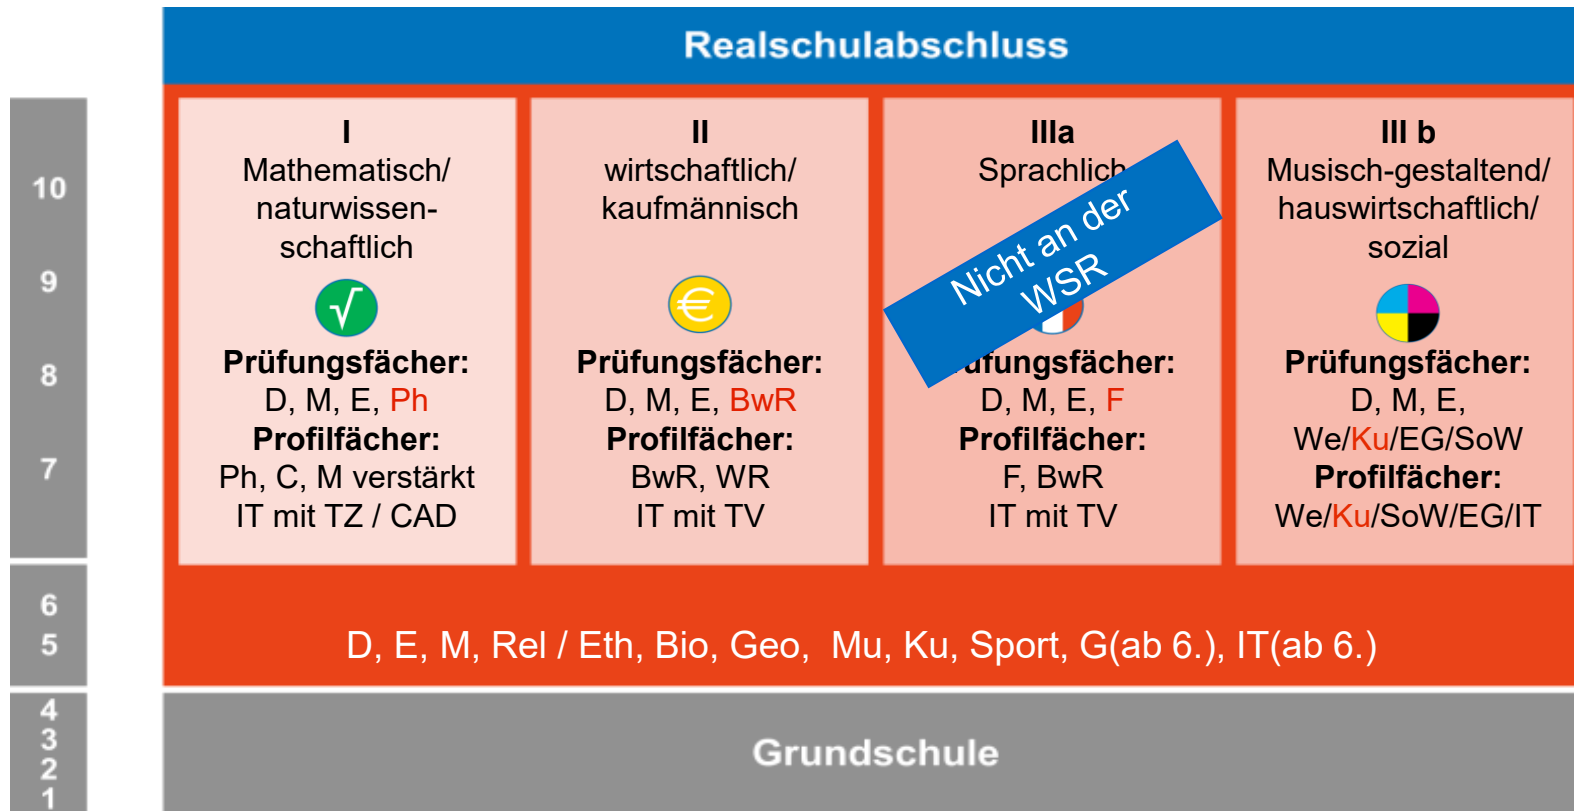 Realschulabschluss
10
9
8
7
6
5
4
3
2
1
I
Mathematisch/
naturwissen-
schaftlich
√
Prüfungsfächer:
D, M, E, Ph
Profilfächer:
Ph, C, M verstärkt
IT mit TZ / CAD
II
wirtschaftlich/
kaufmännisch
€
Prüfungsfächer:
D, M, E, BwR
Profilfächer:
BwR, WR
IT mit TV
IIIa
Sprachlich
Nicht an der
WSR
Prüfungsfächer:
D, M, E, F
Profilfächer:
F, BwR
IT mit TV
III b
Musisch-gestaltend/
hauswirtschaftlich/
sozial
Prüfungsfächer:
D, M, E,
We/Ku/EG/SoW
Profilfächer:
We/Ku/SoW/EG/IT
D, E, M, Rel / Eth, Bio, Geo, Mu, Ku, Sport, G(ab 6.), IT(ab 6.)
Grundschule